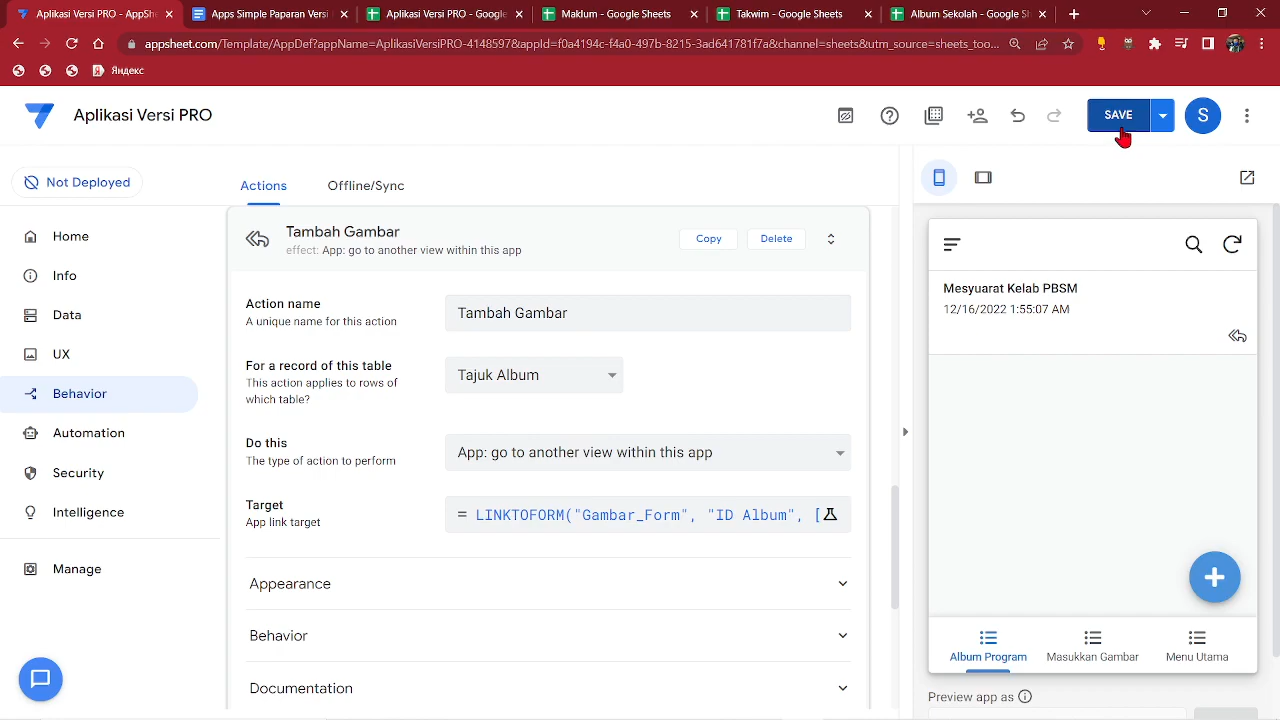 Aplikasi Versi PRO - AppShe
Apps Simple Paparan Versi
Aplikasi Versi PRO - Google
Maklum - Google Sheets
Takwim - Google Sheets
Album Sekolah - Google Sh
appsheet.com/Template/AppDef?appName=AplikasiVersiPRO-4148597&appId=f0a4194c-f4a0-497b-8215-3ad641781f7a&channel=sheets&utm_source=sheets_too...
Яндекс
Aplikasi Versi PRO
SAVE
S
Not Deployed
Actions
Offline/Sync
Home
Info
Data
UX
Behavior
Automation
Security
Intelligence
Manage
Tambah Gambar
effect: App: go to another view within this app
Copy
Delete
Action name
A unique name for this action
Tambah Gambar
For a record of this table
This action applies to rows of
which table?
Tajuk Album
Do this
The type of action to perform
App: go to another view within this app
Target
App link target
= LINKTOFORM("Gambar_Form", "ID Album", [
Appearance
Behavior
Documentation
Mesyuarat Kelab PBSM
12/16/2022 1:55:07 AM
Album Program
Masukkan Gambar
Menu Utama
Preview app as